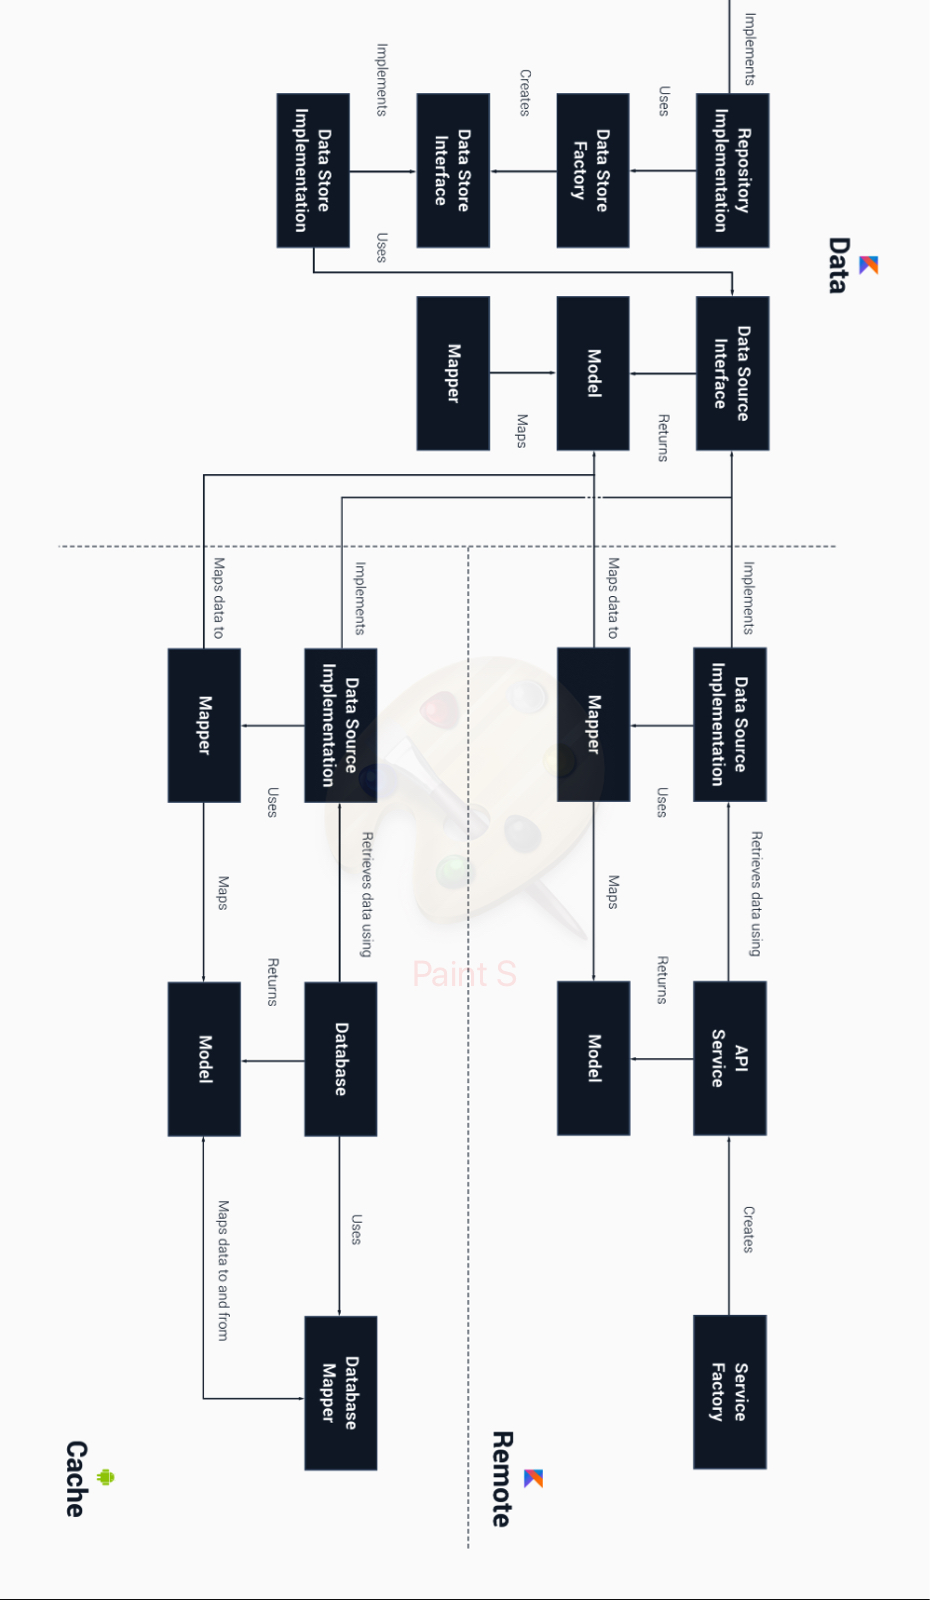 Data
Implements
Repository
Implementation
Uses
Data Store
Factory
Creates
Data Store
Interface
Implements
Data Store
Implementation
Uses
Data Source
Interface
Returns
Model
Maps
Mapper
Implements
Maps data to
Implements
Maps data to
Remote
Data Source
Implementation
Uses
Mapper
Retrieves data using
Maps
API
Service
Returns
Model
Creates
Service
Factory
Cache
Data Source
Implementation
Uses
Mapper
Retrieves data using
Maps
Database
Returns
Model
Uses
Maps data to and from
Database
Mapper
Paint S